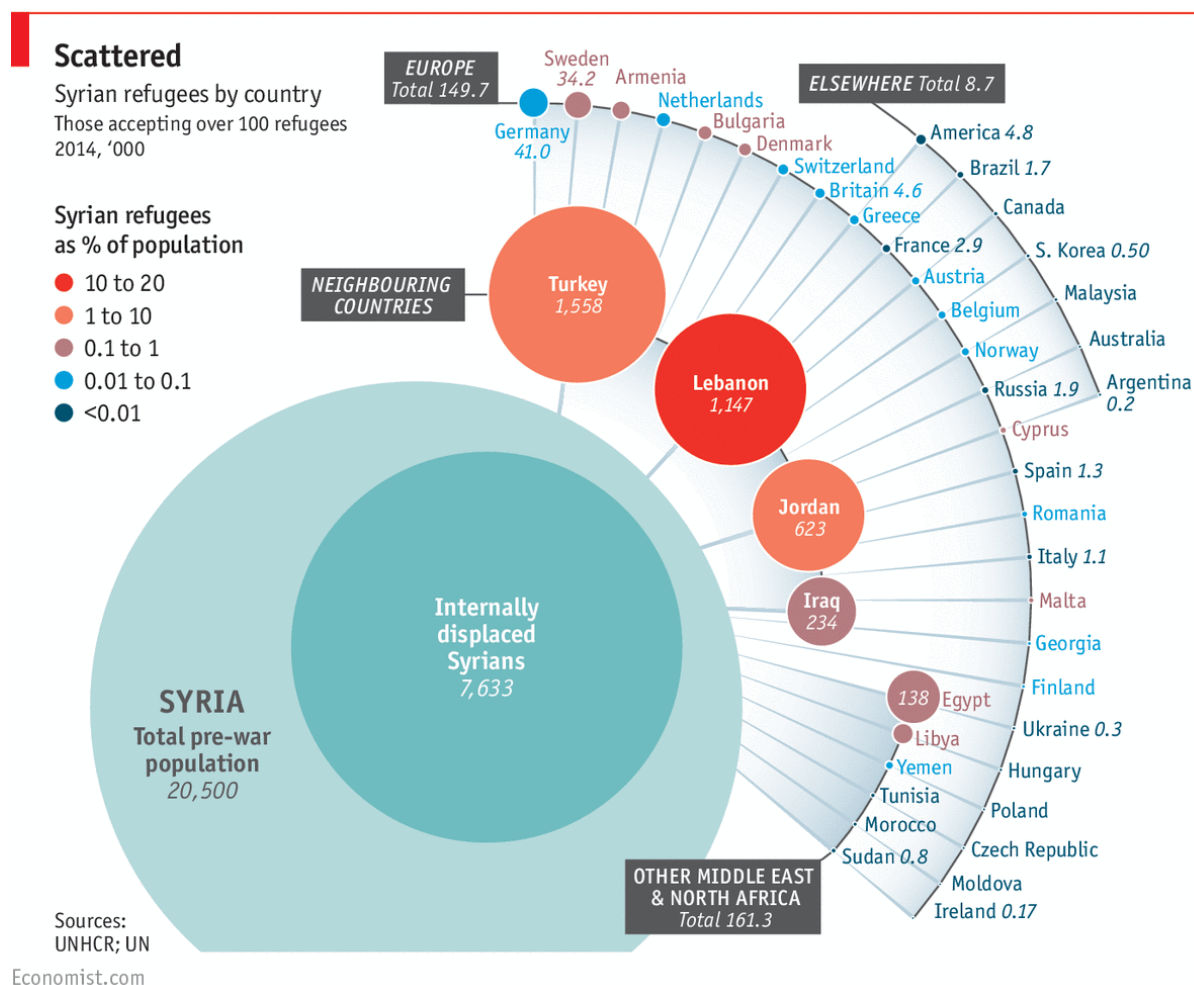 Scattered
Syrian refugees by country
Those accepting over 100 refugees
2014, ‘000
Syrian refugees
as % of population
10 to 20
1 to 10
0.1 to 1
0.01 to 0.1
<0.01
EUROPE
Total 149.7
Germany
41.0
Sweden
34.2
Armenia
Netherlands
Bulgaria
Denmark
Switzerland
Britain 4.6
Greece
France 2.9
Austria
Belgium
Norway
Russia 1.9
Cyprus
Spain 1.3
Romania
Italy 1.1
Malta
Georgia
Finland
Ukraine 0.3
Hungary
Poland
Czech Republic
Moldova
Ireland 0.17
ELSEWHERE Total 8.7
America 4.8
Brazil 1.7
Canada
S. Korea 0.50
Malaysia
Australia
Argentina
0.2
NEIGHBOURING
COUNTRIES
Turkey
1,558
Lebanon
1,147
Jordan
623
Iraq
234
138 Egypt
Libya
Yemen
Tunisia
Morocco
Sudan 0.8
OTHER MIDDLE EAST
& NORTH AFRICA
Total 161.3
Internally
displaced
Syrians
7,633
SYRIA
Total pre-war
population
20,500
Sources:
UNHCR; UN
Economist.com